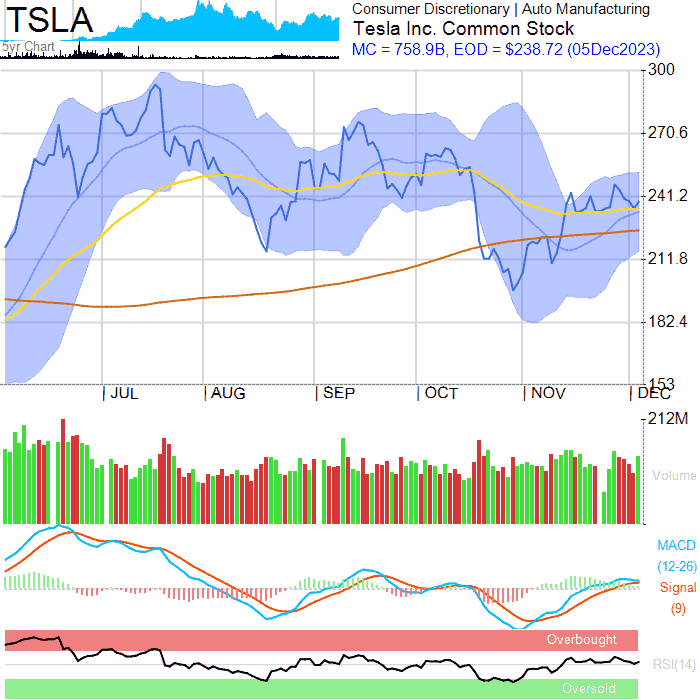 TSLA
5yr Chart
Consumer Discretionary | Auto Manufacturing
Tesla Inc. Common Stock
MC = 758.9B, EOD = $238.72 (05Dec2023)
300
270.6
241.2
211.8
182.4
153
JUL AUG SEP OCT NOV DEC
212M
Volume
MACD
(12-26)
Signal
(9)
Overbought
RSI(14)
Oversold